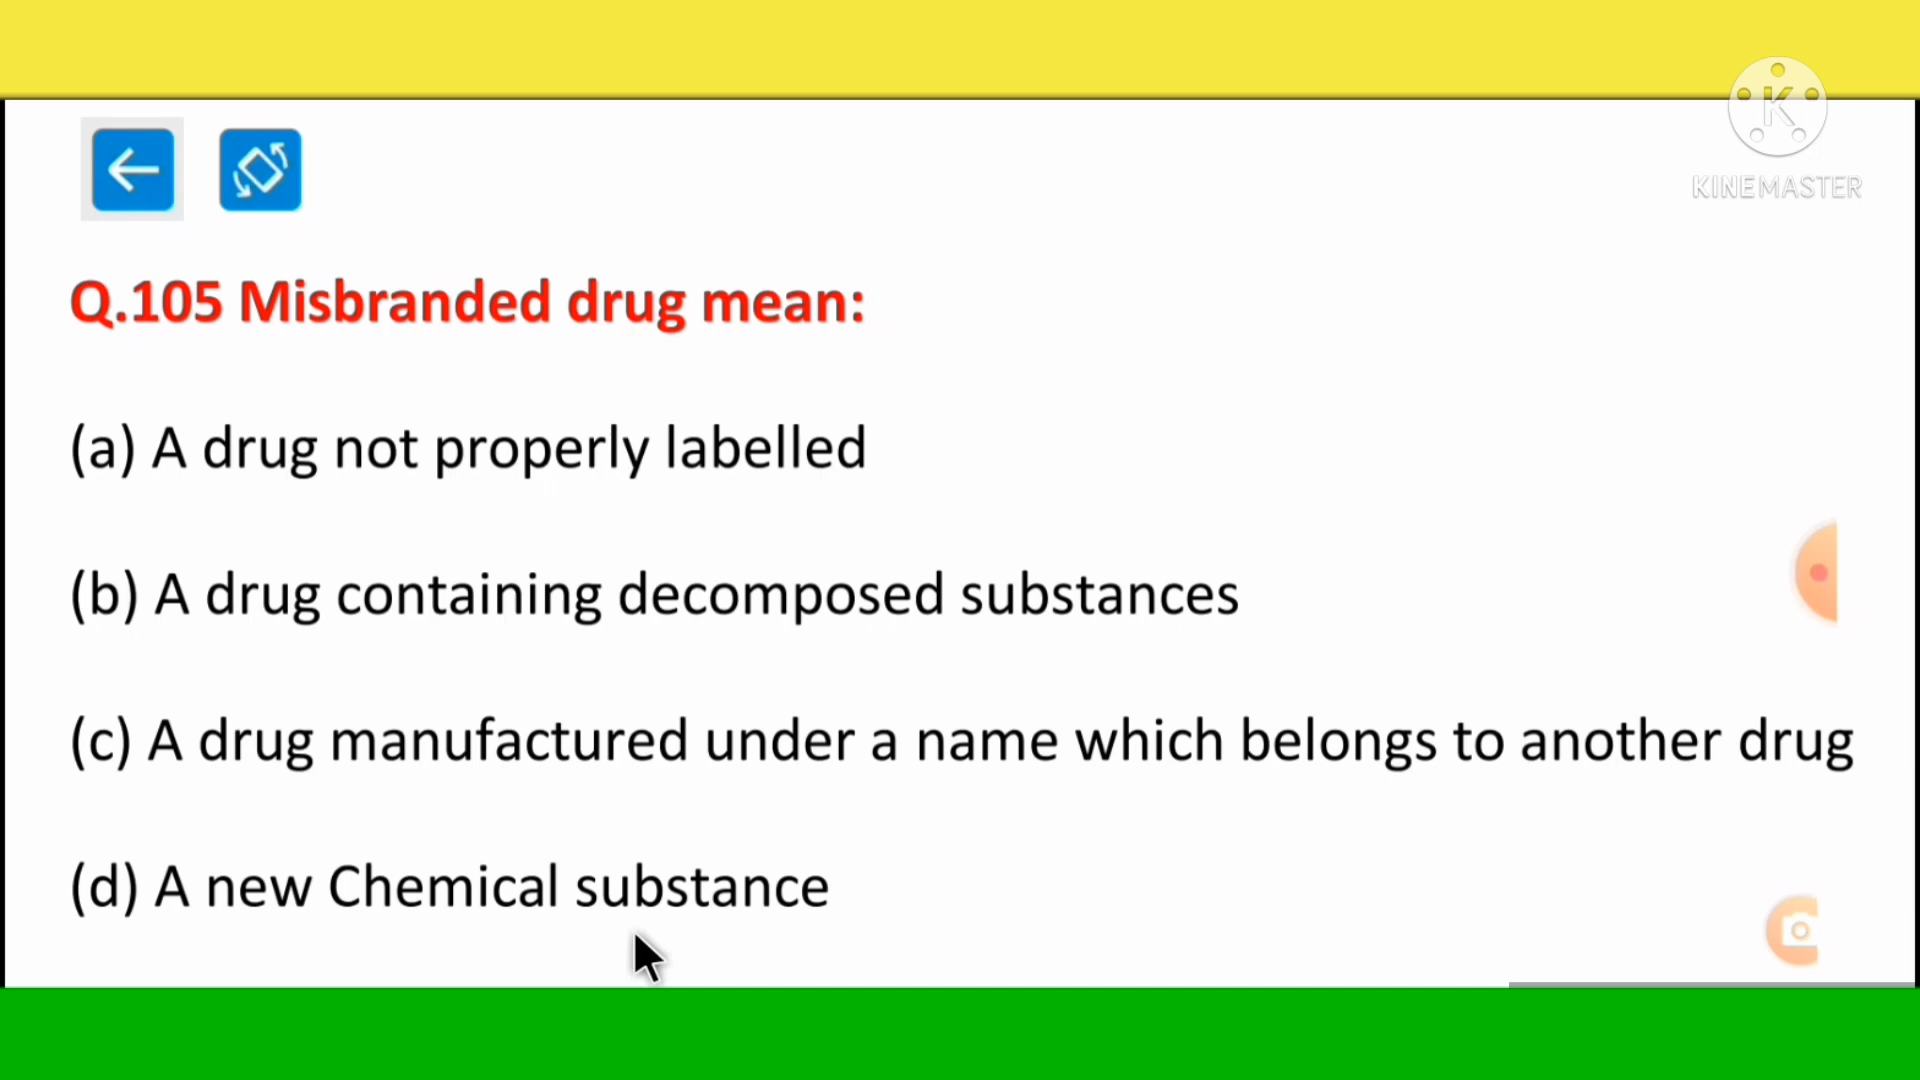 K
KINEMASTER
Q.105 Misbranded drug mean:
(a) A drug not properly labelled
(b) A drug containing decomposed substances
(c) A drug manufactured under a name which belongs to another drug
(d) A new Chemical substance